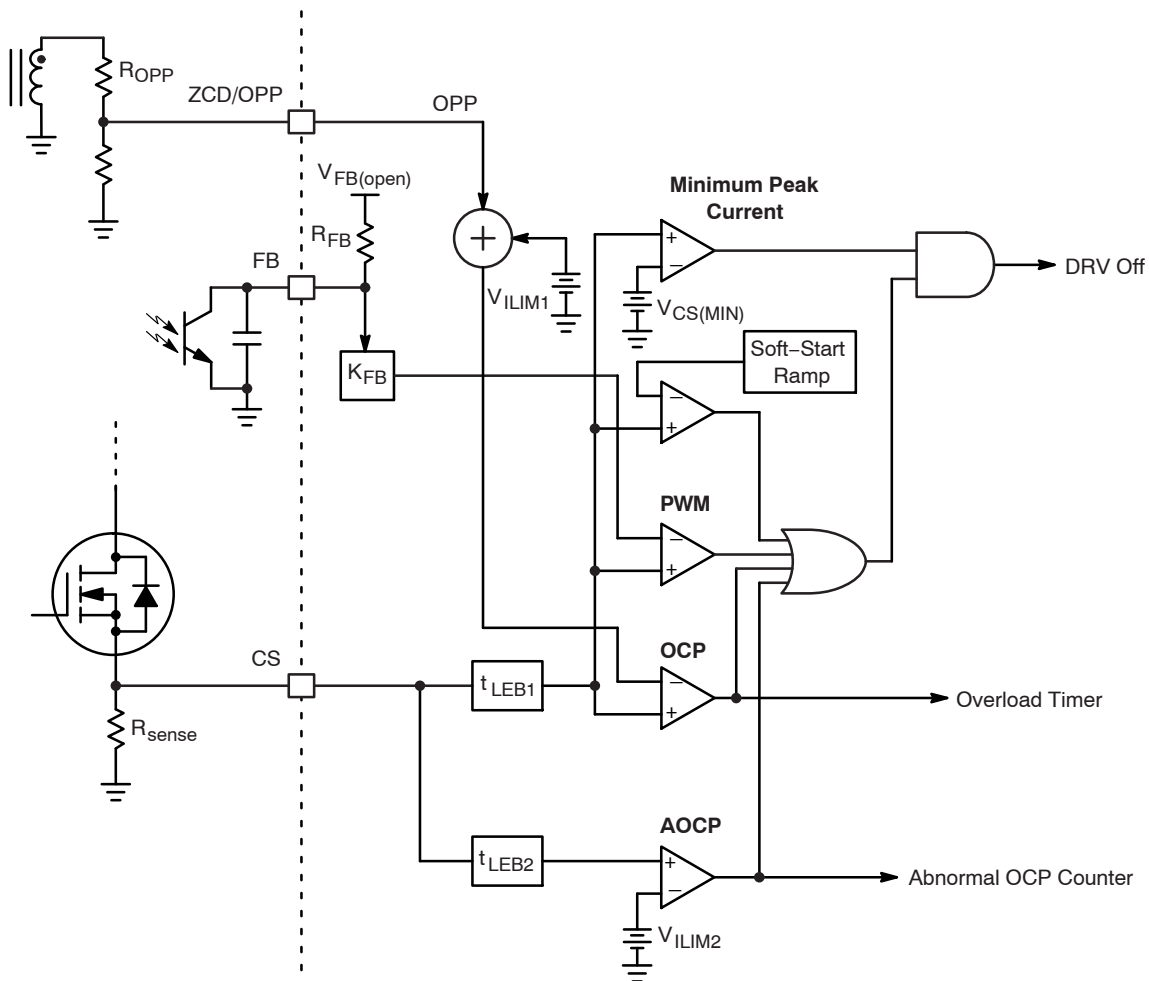 R_OPP
ZCD/OPP
OPP
V_FB(open)
R_FB
FB
+
V_ILIM1
K_FB
Minimum Peak
Current
+
−
V_CS(MIN)
DRV Off
Soft−Start
Ramp
−
+
PWM
−
+
CS
t_LEB1
OCP
−
+
Overload Timer
R_sense
AOCP
t_LEB2
+
−
Abnormal OCP Counter
V_ILIM2